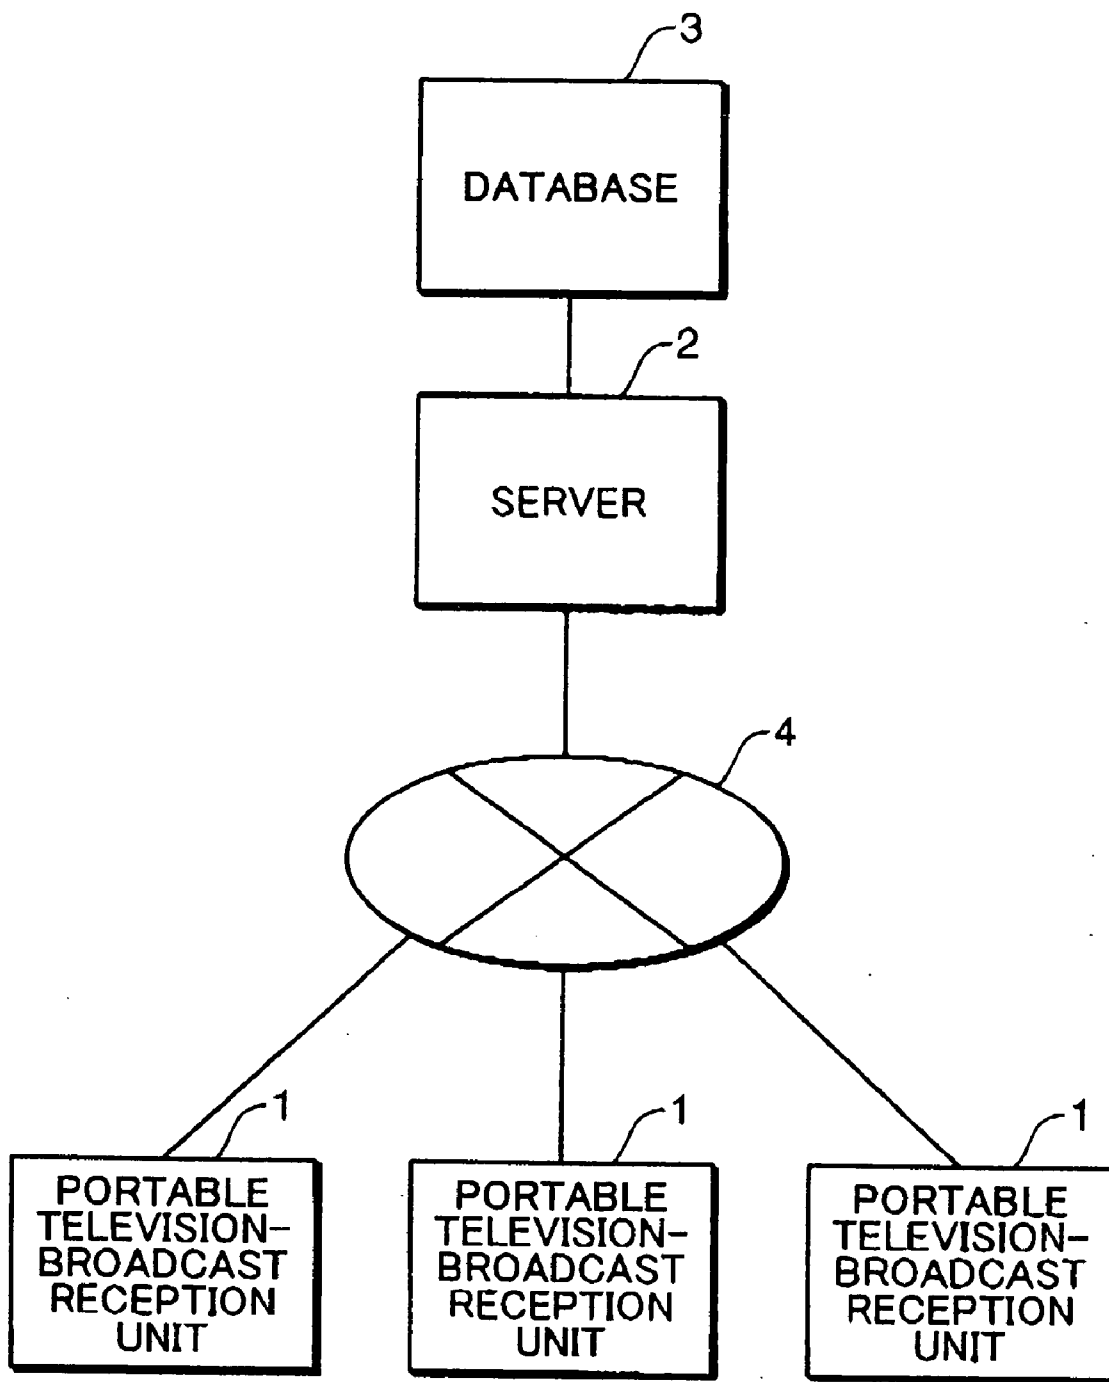 3
DATABASE
2
SERVER
4
1
PORTABLE
TELEVISION-
BROADCAST
RECEPTION
UNIT
1
PORTABLE
TELEVISION-
BROADCAST
RECEPTION
UNIT
1
PORTABLE
TELEVISION-
BROADCAST
RECEPTION
UNIT